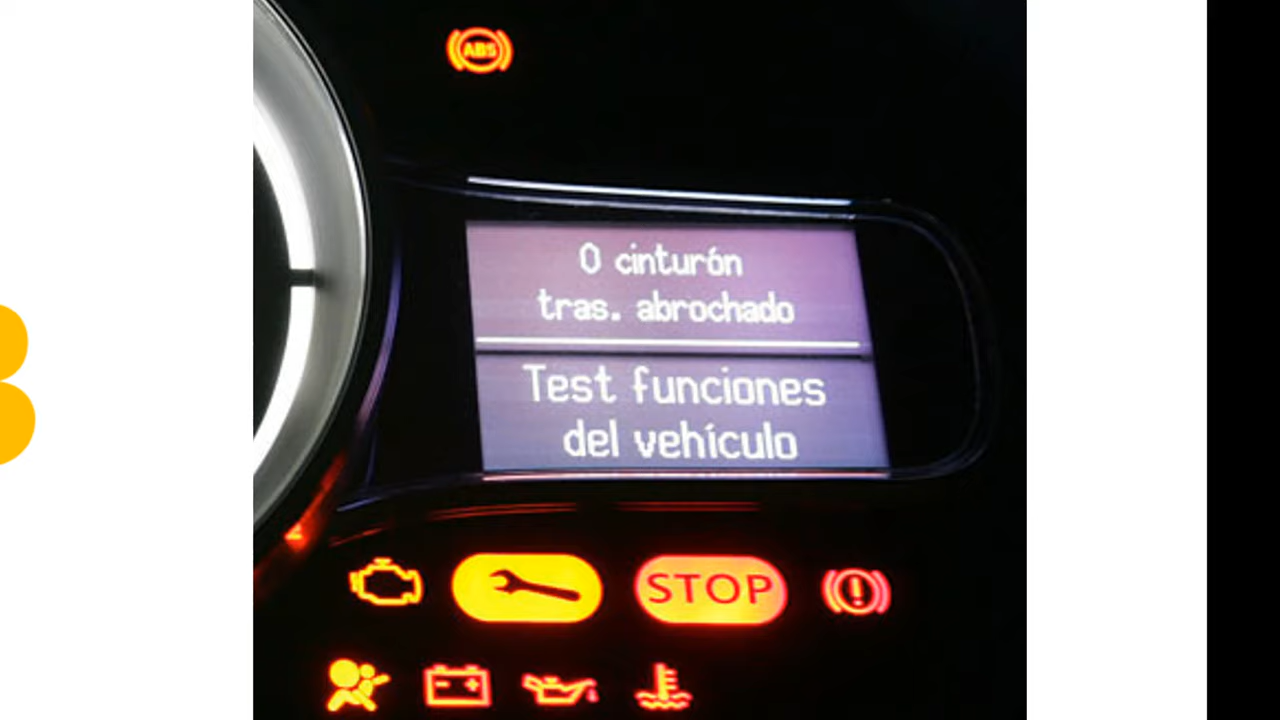 ABS
0 cinturón
tras. abrochado
Test funciones
del vehículo
STOP